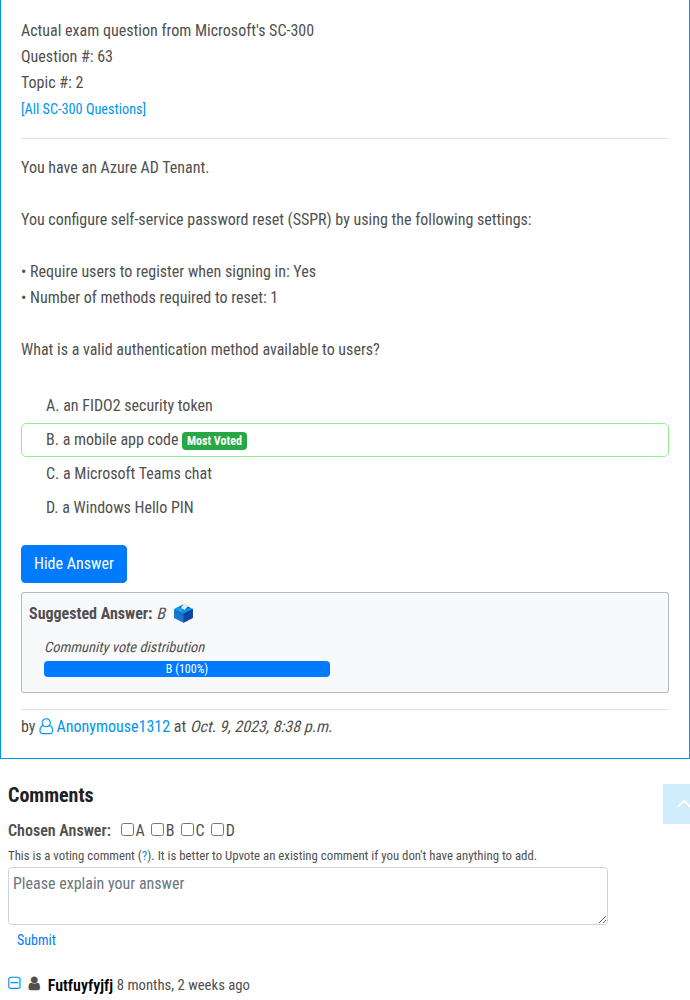 Actual exam question from Microsoft's SC-300
Question #: 63
Topic #: 2
[All SC-300 Questions]
You have an Azure AD Tenant.
You configure self-service password reset (SSPR) by using the following settings:
• Require users to register when signing in: Yes
• Number of methods required to reset: 1
What is a valid authentication method available to users?
A. an FIDO2 security token
B. a mobile app code Most Voted
C. a Microsoft Teams chat
D. a Windows Hello PIN
Hide Answer
Suggested Answer: B
Community vote distribution
B (100%)
by Anonymouse1312 at Oct. 9, 2023, 8:38 p.m.
Comments
Chosen Answer: A B C D
This is a voting comment (?). It is better to Upvote an existing comment if you don't have anything to add.
Please explain your answer
Submit
Futfuyfyjfj 8 months, 2 weeks ago